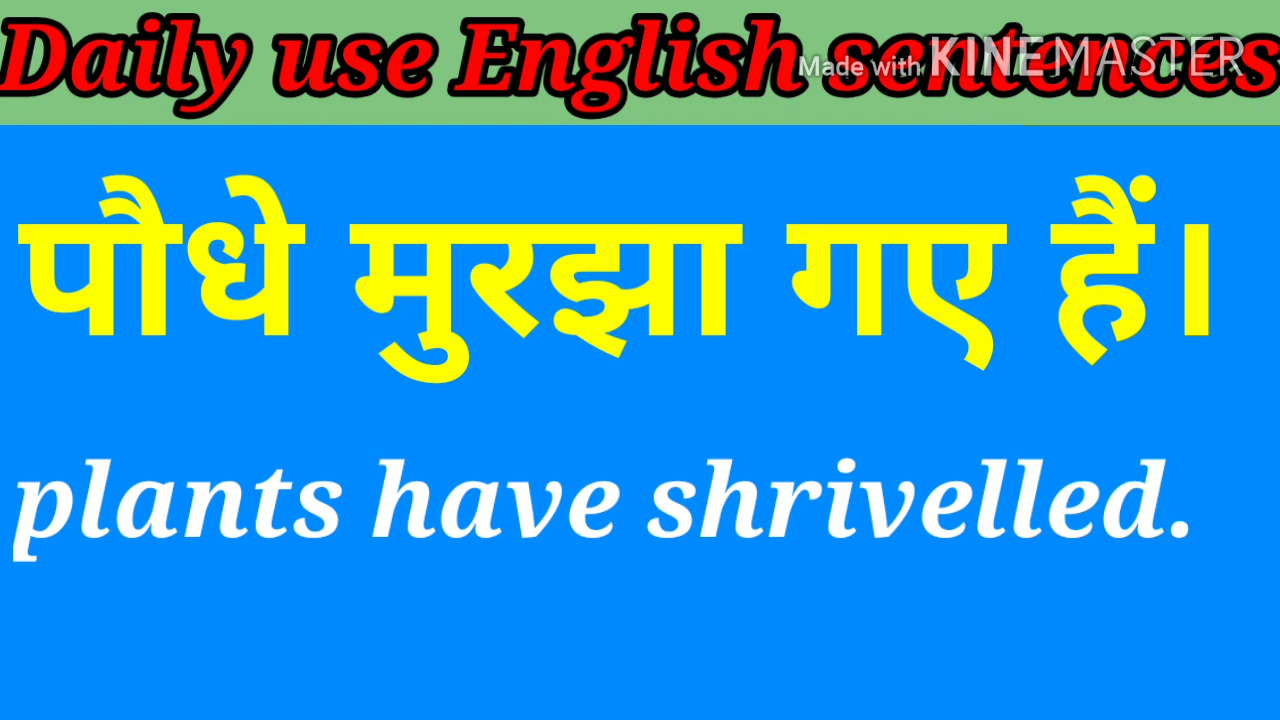 Daily use English sentences
Made with KINEMASTER
पौधे मुरझा गए हैं।
plants have shrivelled.